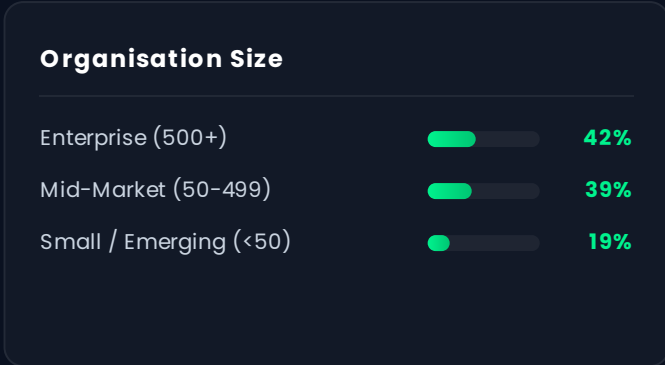 Organisation Size
Enterprise (500+) 42%
Mid-Market (50-499) 39%
Small / Emerging (<50) 19%